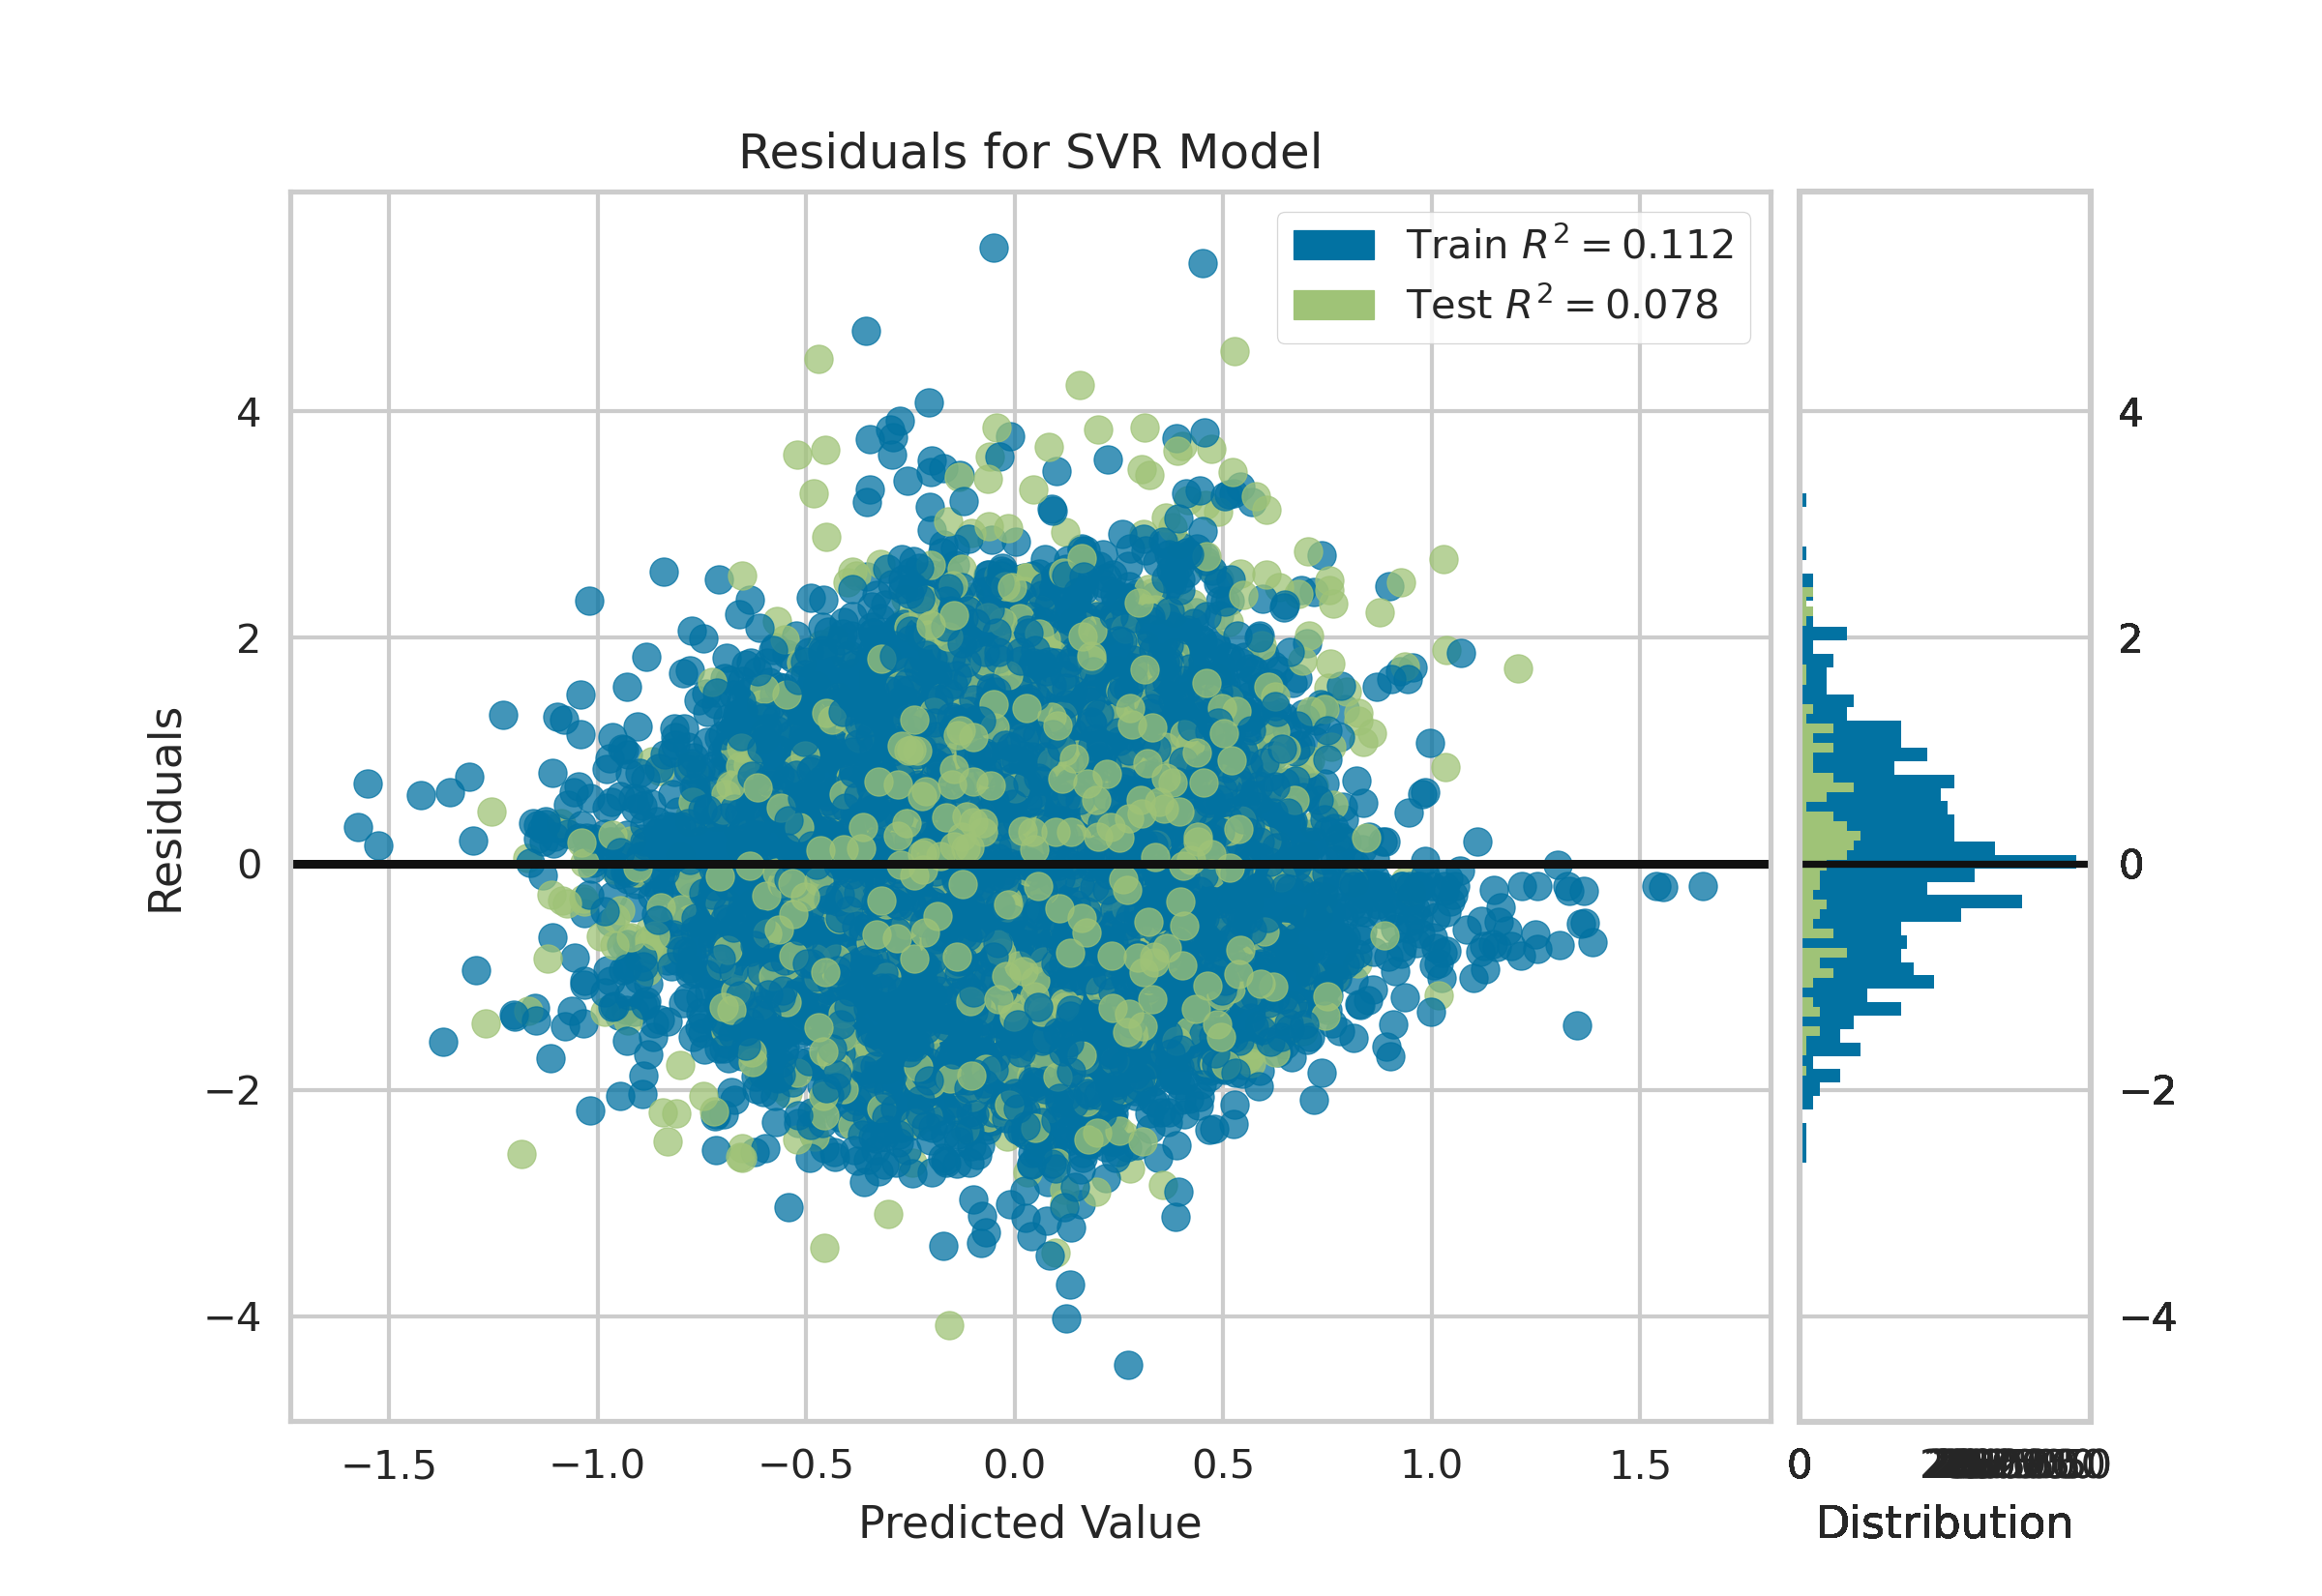 Residuals for SVR Model
Train R² = 0.112
Test R² = 0.078
Residuals
4
2
0
−2
−4
−1.5 −1.0 −0.5 0.0 0.5 1.0 1.5
Predicted Value
4
2
0
−2
−4
0
Distribution